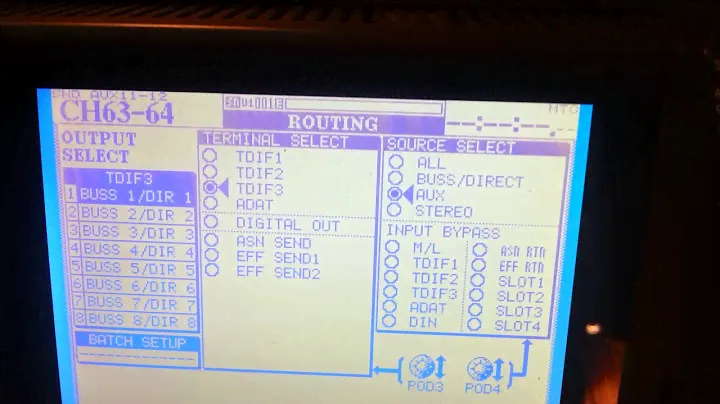 SND AUX11-12
CH63-64
MTC
ROUTING
OUTPUT
SELECT
TDIF3
1 BUSS 1/DIR 1
2 BUSS 2/DIR 2
3 BUSS 3/DIR 3
4 BUSS 4/DIR 4
5 BUSS 5/DIR 5
6 BUSS 6/DIR 6
7 BUSS 7/DIR 7
8 BUSS 8/DIR 8
BATCH SETUP
TERMINAL SELECT
TDIF1
TDIF2
TDIF3
ADAT
DIGITAL OUT
ASN SEND
EFF SEND1
EFF SEND2
SOURCE SELECT
ALL
BUSS/DIRECT
AUX
STEREO
INPUT BYPASS
M/L
TDIF1
TDIF2
TDIF3
ADAT
DIN
ASN RTN
EFF RTN
SLOT1
SLOT2
SLOT3
SLOT4
POD3
POD4